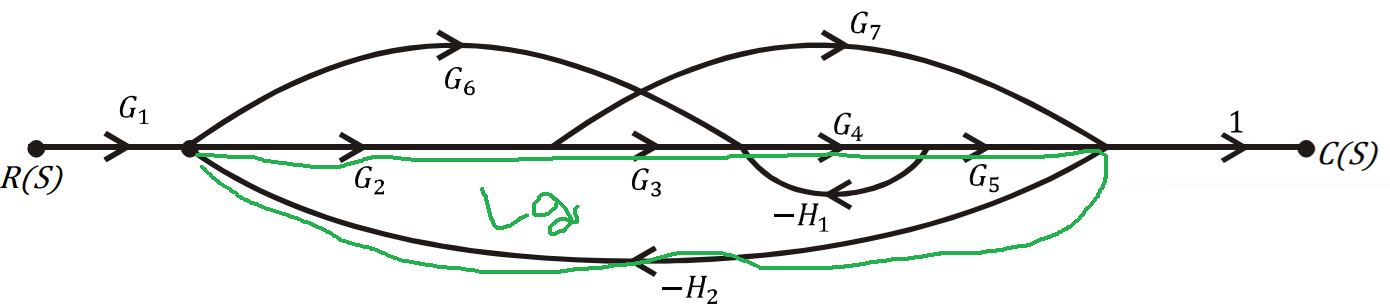 G₇
G₆
G₁
G₄
1
R(S)
G₂
G₃
G₅
C(S)
-H₁
-H₂